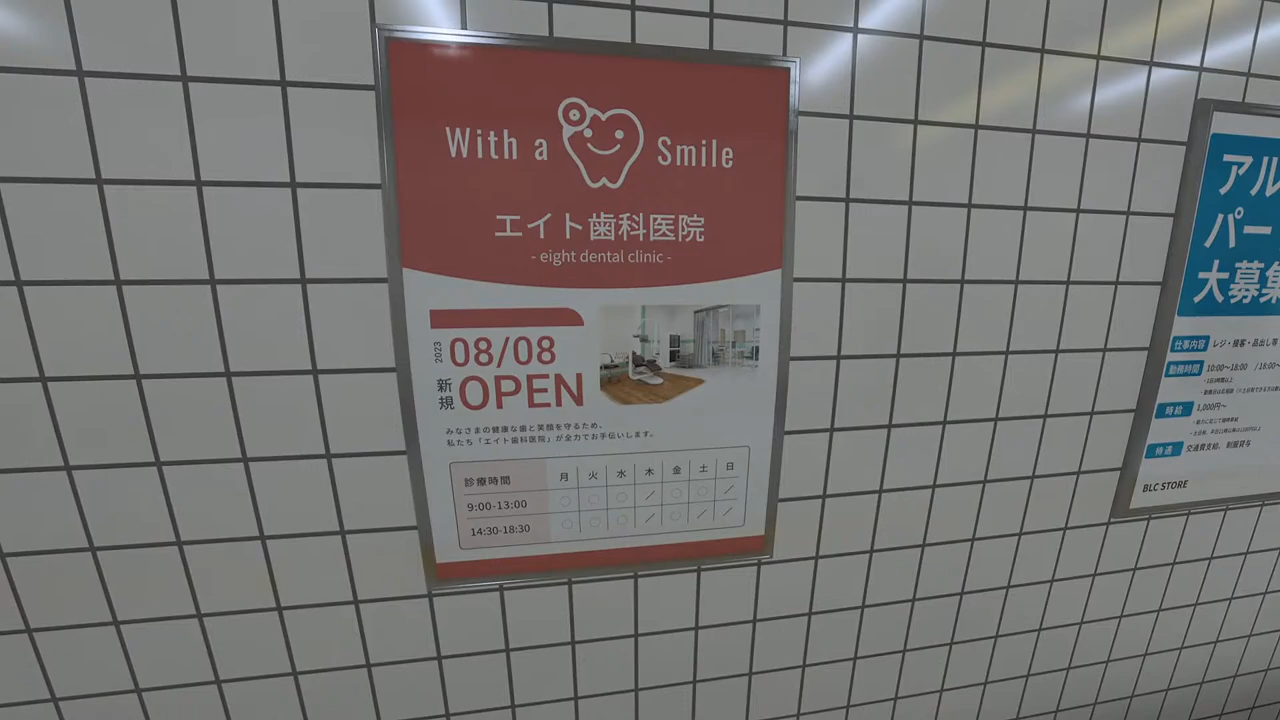 With a Smile
エイト歯科医院
- eight dental clinic -
2023
08/08
新規
OPEN
みなさまの健康な歯と笑顔を守るため、
私たち「エイト歯科医院」が全力でお手伝いします。
診療時間 月 火 水 木 金 土 日
9:00-13:00 ○ ○ ○ / ○ ○ /
14:30-18:30 ○ ○ ○ / ○ / /
アル
パー
大募集
仕事内容 レジ・接客・品出し等
勤務時間 10:00〜18:00 / 18:00〜
時給 1,000円〜
待遇 交通費支給、制服貸与
BLC STORE